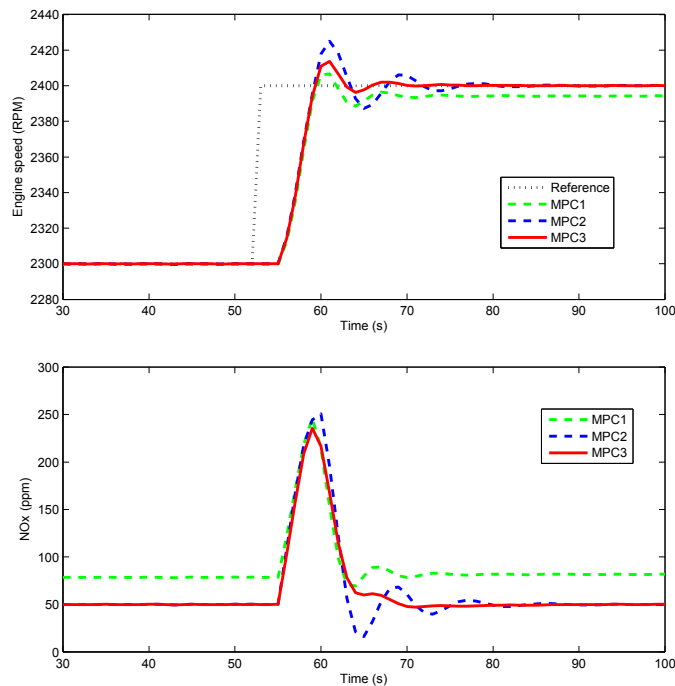 2440
2420
2400
2380
2360
2340
2320
2300
2280
Engine speed (RPM)
30 40 50 60 70 80 90 100
Time (s)
Reference
MPC1
MPC2
MPC3
300
250
200
150
100
50
0
NOx (ppm)
30 40 50 60 70 80 90 100
Time (s)
MPC1
MPC2
MPC3